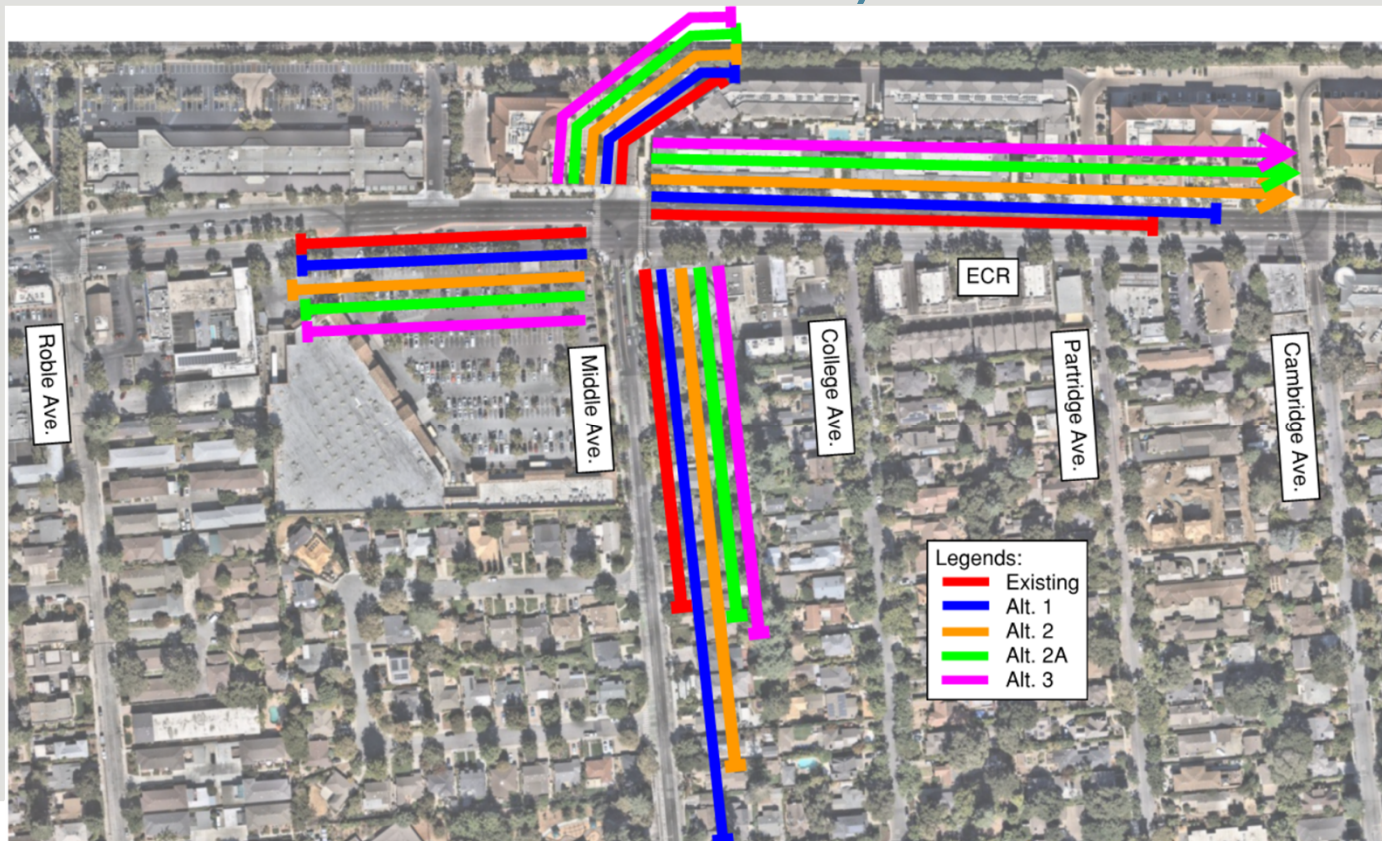 ECR
Roble Ave.
Middle Ave.
College Ave.
Partridge Ave.
Cambridge Ave.
Legends:
Existing
Alt. 1
Alt. 2
Alt. 2A
Alt. 3